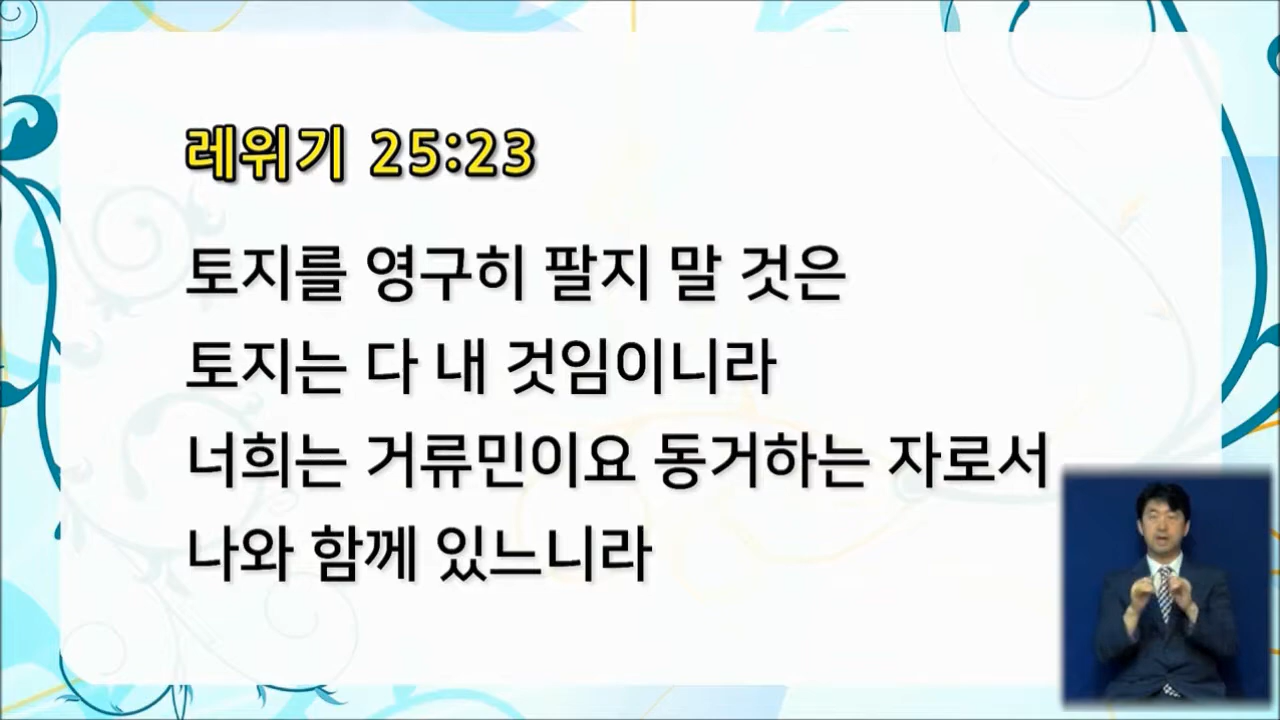 레위기 25:23
토지를 영구히 팔지 말 것은
토지는 다 내 것임이니라
너희는 거류민이요 동거하는 자로서
나와 함께 있느니라